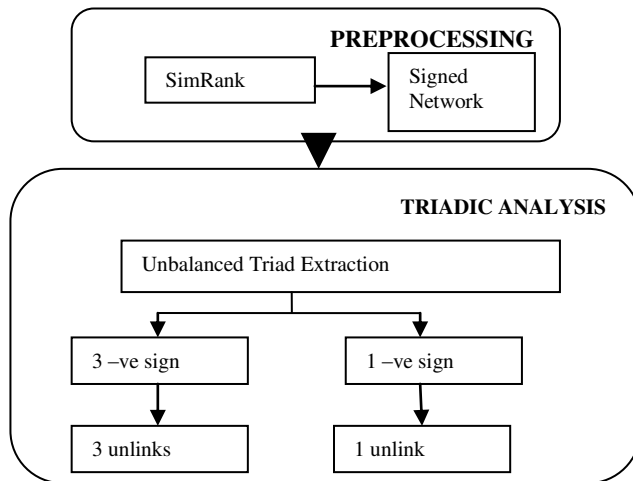 PREPROCESSING
SimRank
Signed
Network
TRIADIC ANALYSIS
Unbalanced Triad Extraction
3 –ve sign
1 –ve sign
3 unlinks
1 unlink